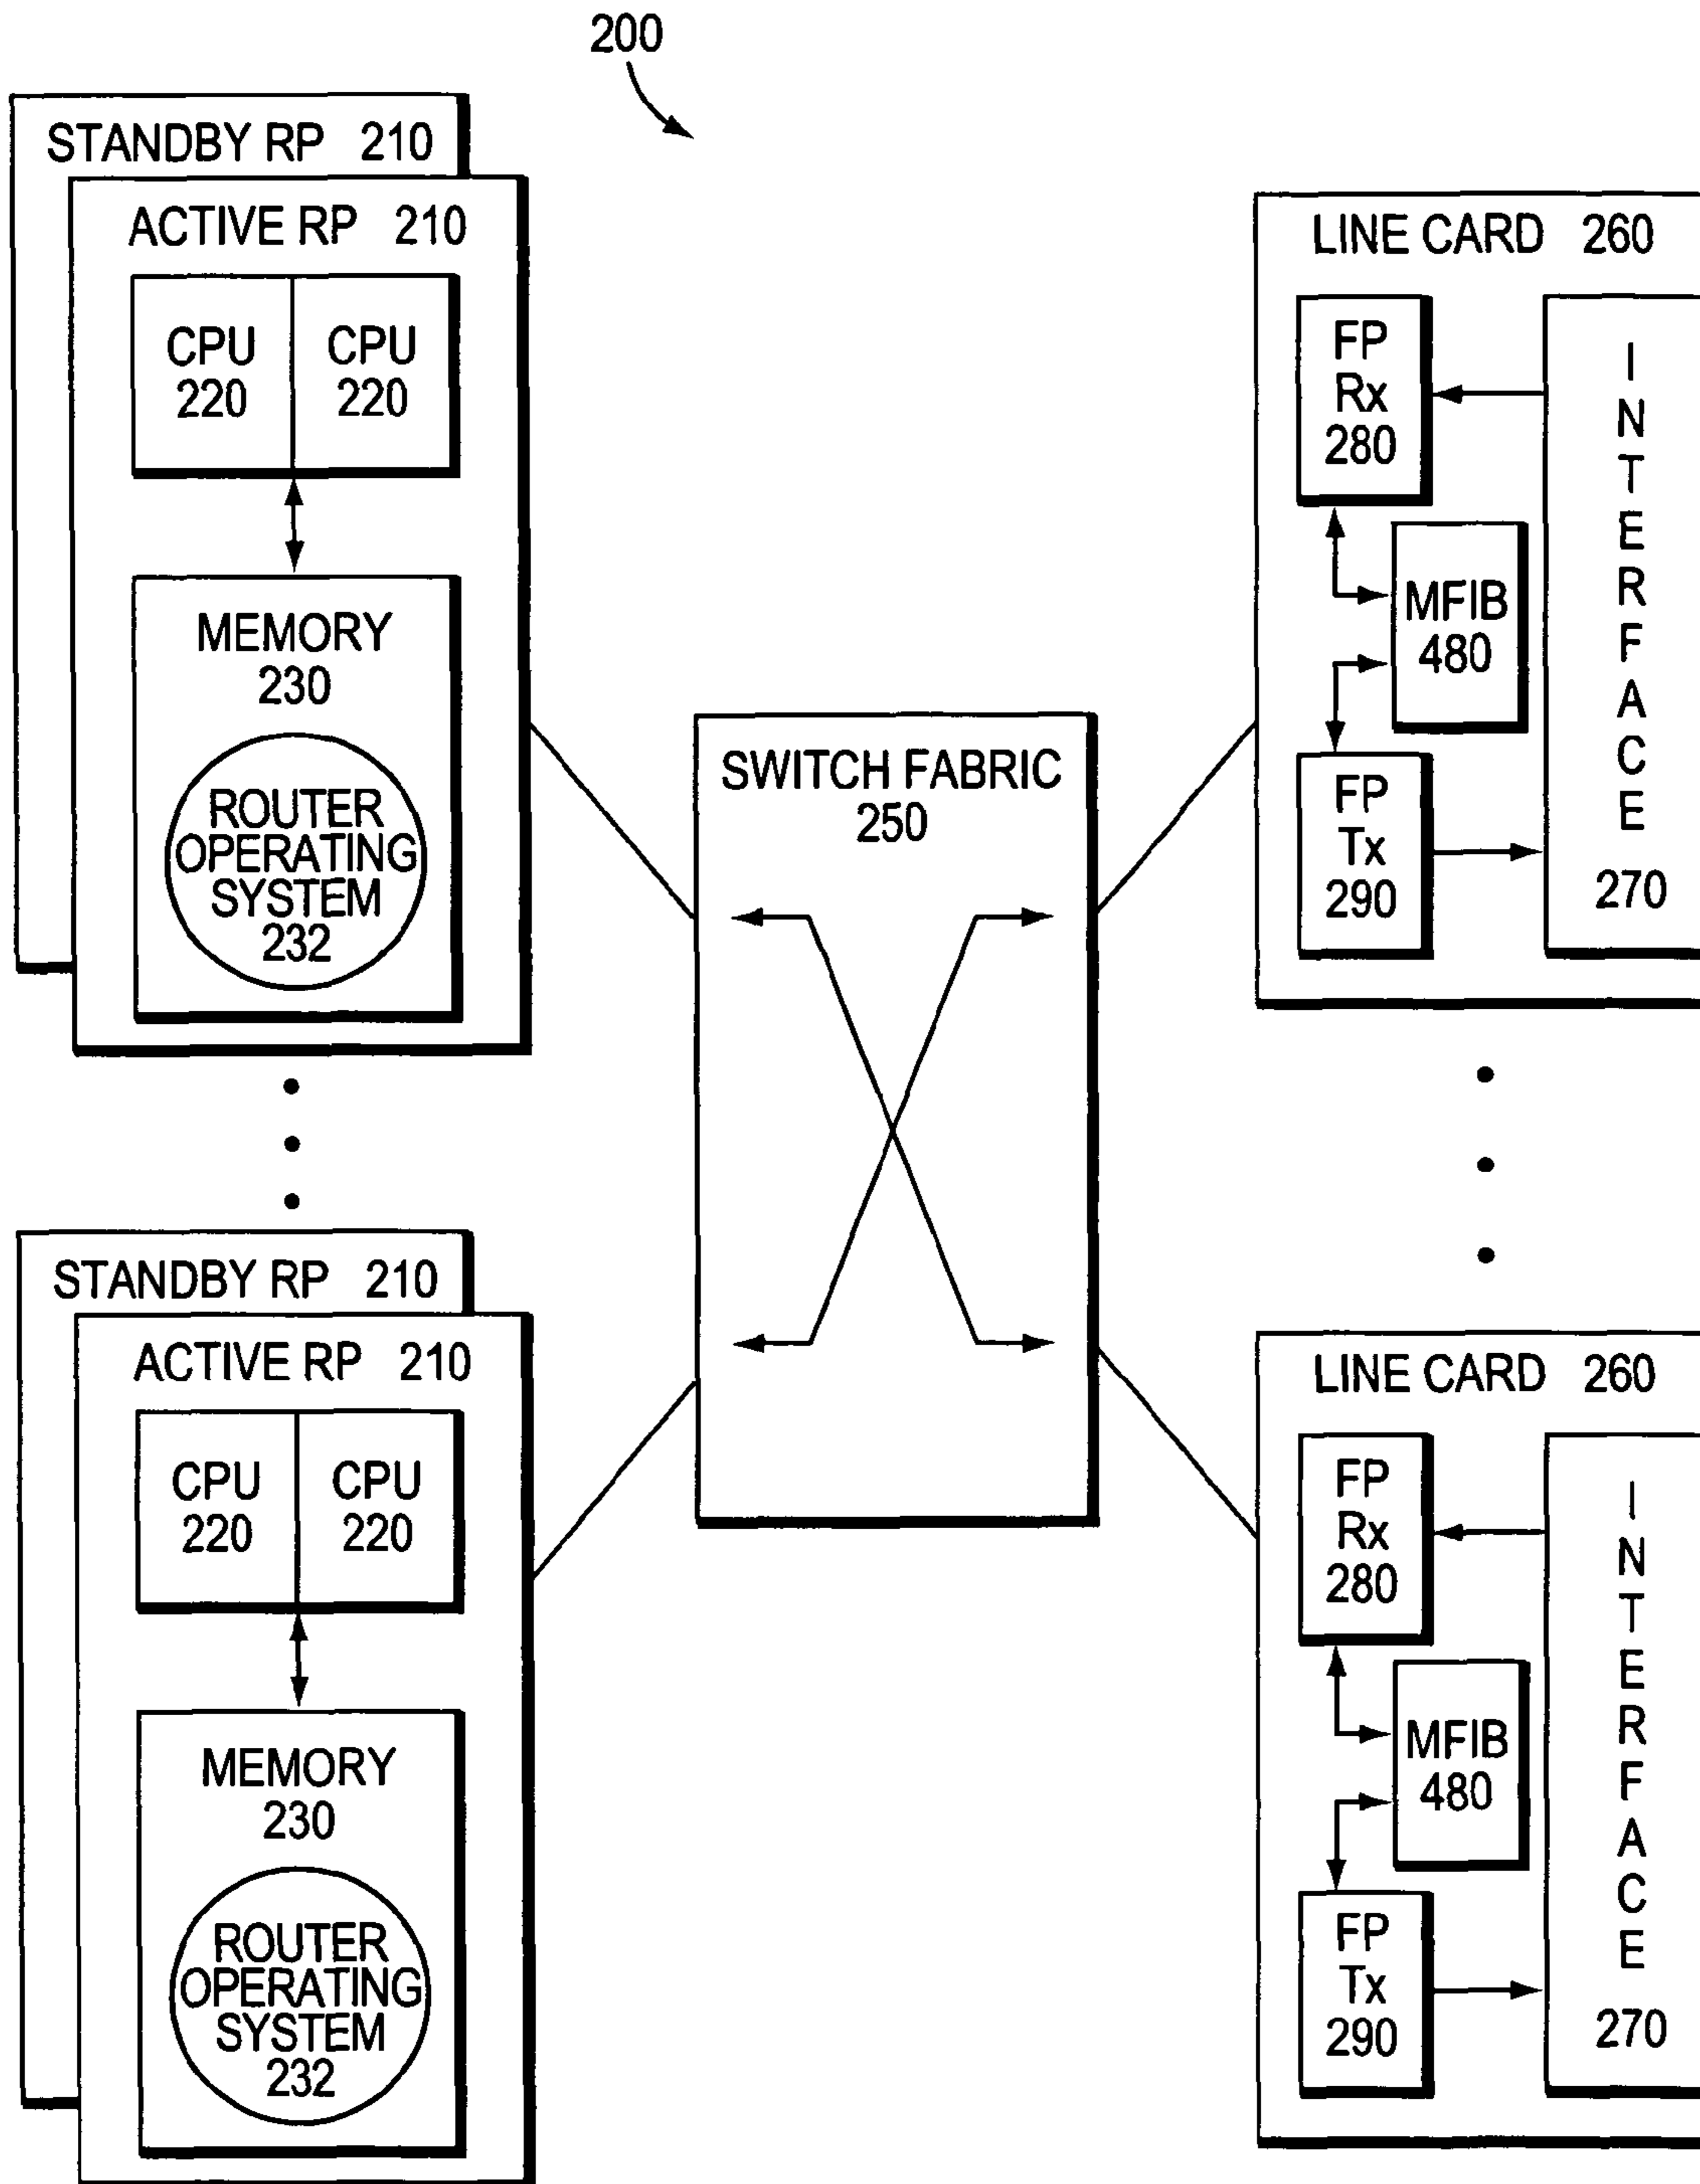 200
STANDBY RP 210
ACTIVE RP 210
CPU
220
CPU
220
MEMORY
230
ROUTER
OPERATING
SYSTEM
232
STANDBY RP 210
ACTIVE RP 210
CPU
220
CPU
220
MEMORY
230
ROUTER
OPERATING
SYSTEM
232
SWITCH FABRIC
250
LINE CARD 260
FP
Rx
280
MFIB
480
FP
Tx
290
INTERFACE
270
LINE CARD 260
FP
Rx
280
MFIB
480
FP
Tx
290
INTERFACE
270